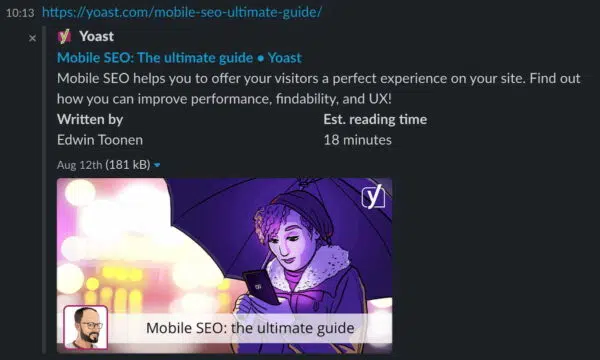 10:13 https://yoast.com/mobile-seo-ultimate-guide/
× Yoast
Mobile SEO: The ultimate guide • Yoast
Mobile SEO helps you to offer your visitors a perfect experience on your site. Find out
how you can improve performance, findability, and UX!
Written by Est. reading time
Edwin Toonen 18 minutes
Aug 12th (181 kB)
y
Mobile SEO: the ultimate guide